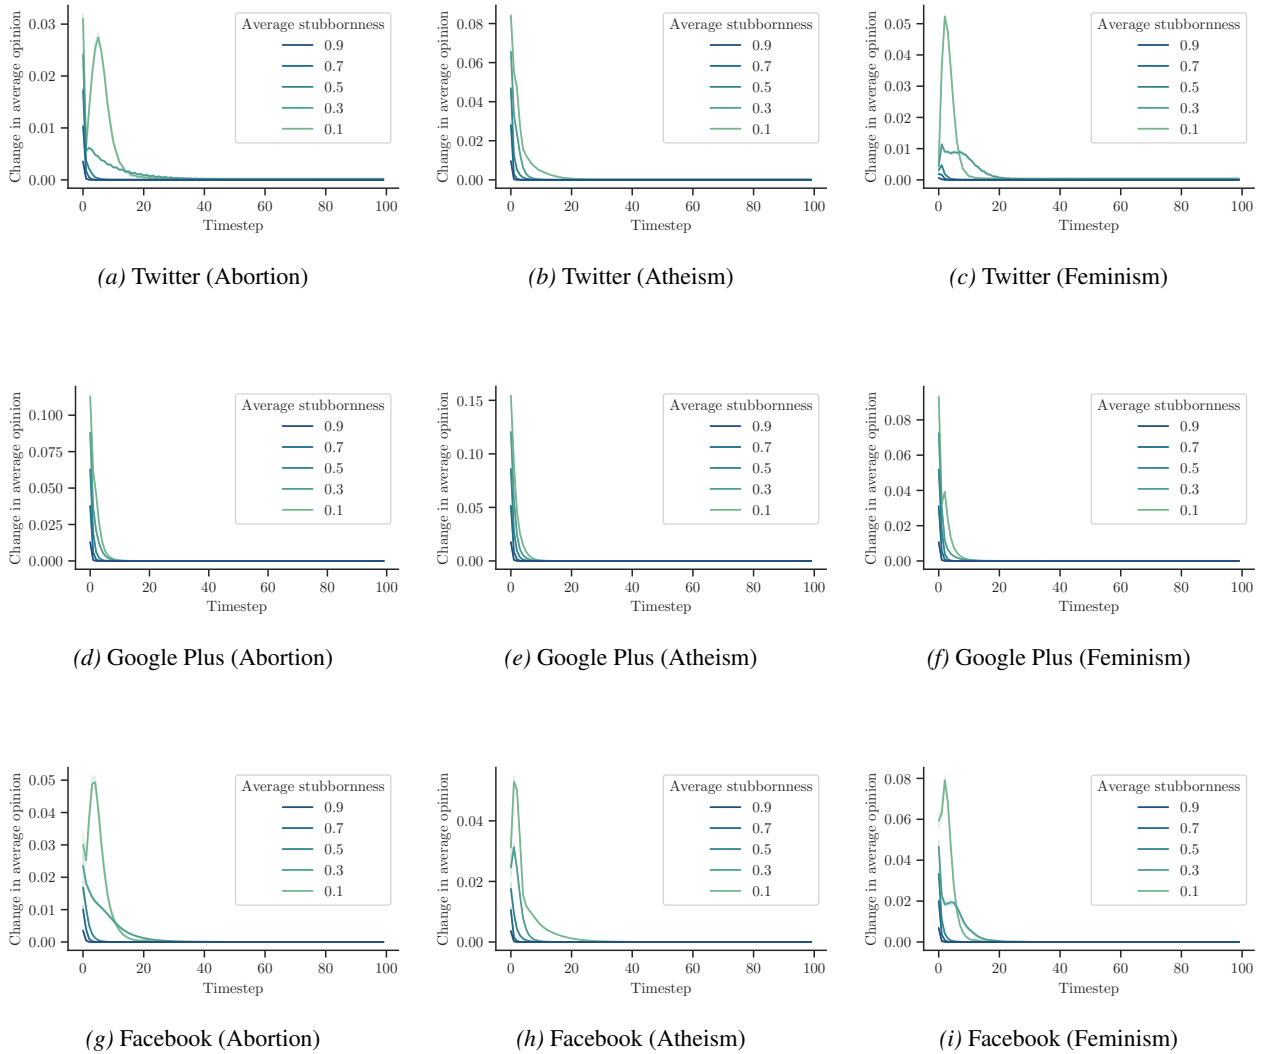 Change in average opinion
0.03
0.02
0.01
0.00
0 20 40 60 80 100
Timestep
Average stubbornness
0.9
0.7
0.5
0.3
0.1
(a) Twitter (Abortion)
Change in average opinion
0.08
0.06
0.04
0.02
0.00
0 20 40 60 80 100
Timestep
Average stubbornness
0.9
0.7
0.5
0.3
0.1
(b) Twitter (Atheism)
Change in average opinion
0.05
0.04
0.03
0.02
0.01
0.00
0 20 40 60 80 100
Timestep
Average stubbornness
0.9
0.7
0.5
0.3
0.1
(c) Twitter (Feminism)
Change in average opinion
0.100
0.075
0.050
0.025
0.000
0 20 40 60 80 100
Timestep
Average stubbornness
0.9
0.7
0.5
0.3
0.1
(d) Google Plus (Abortion)
Change in average opinion
0.15
0.10
0.05
0.00
0 20 40 60 80 100
Timestep
Average stubbornness
0.9
0.7
0.5
0.3
0.1
(e) Google Plus (Atheism)
Change in average opinion
0.08
0.06
0.04
0.02
0.00
0 20 40 60 80 100
Timestep
Average stubbornness
0.9
0.7
0.5
0.3
0.1
(f) Google Plus (Feminism)
Change in average opinion
0.05
0.04
0.03
0.02
0.01
0.00
0 20 40 60 80 100
Timestep
Average stubbornness
0.9
0.7
0.5
0.3
0.1
(g) Facebook (Abortion)
Change in average opinion
0.04
0.02
0.00
0 20 40 60 80 100
Timestep
Average stubbornness
0.9
0.7
0.5
0.3
0.1
(h) Facebook (Atheism)
Change in average opinion
0.08
0.06
0.04
0.02
0.00
0 20 40 60 80 100
Timestep
Average stubbornness
0.9
0.7
0.5
0.3
0.1
(i) Facebook (Feminism)